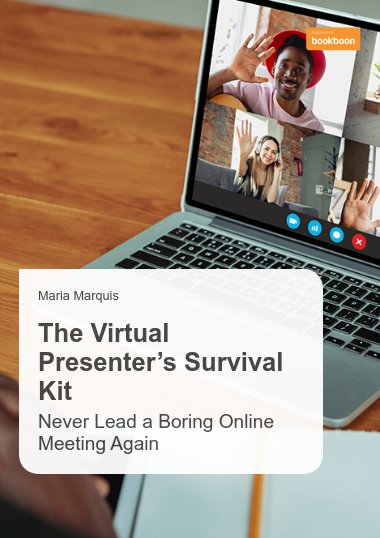 bookboon
Maria Marquis
The Virtual
Presenter's Survival
Kit
Never Lead a Boring Online
Meeting Again